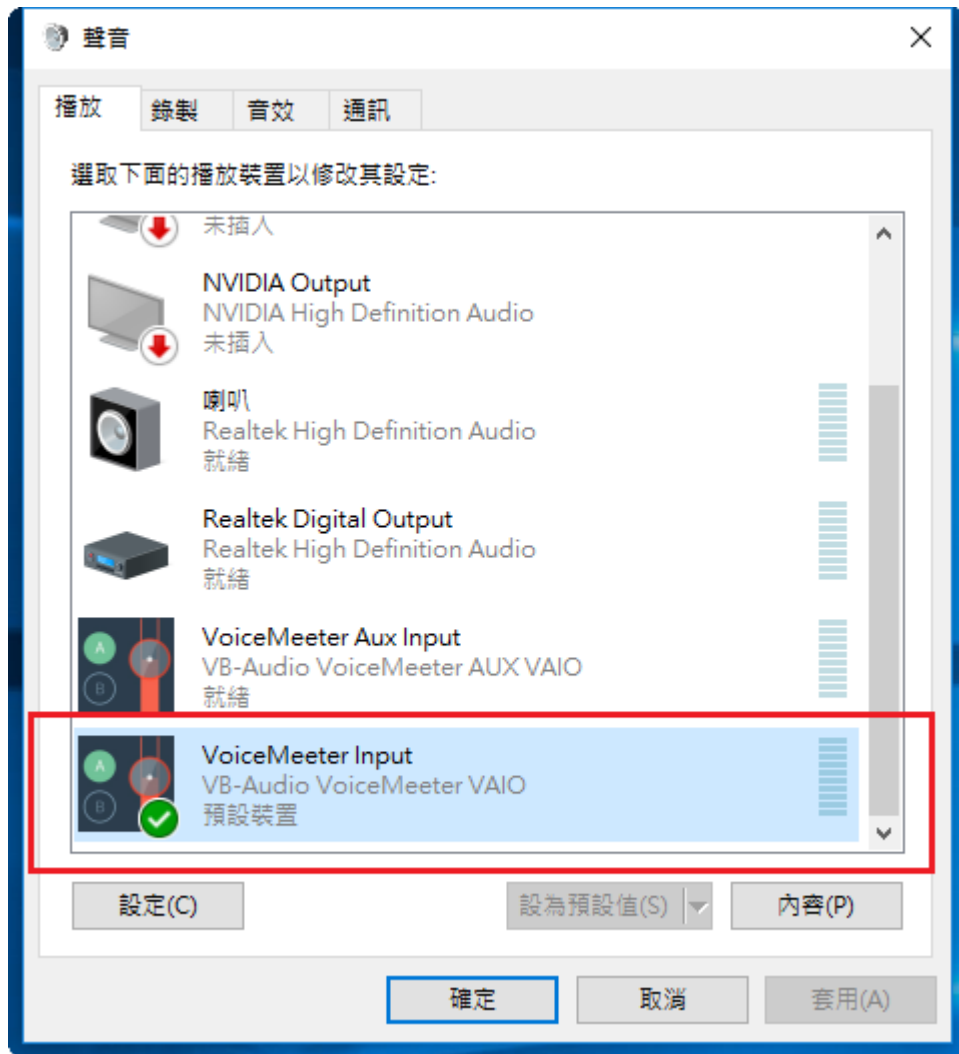 聲音
播放
錄製
音效
通訊
選取下面的播放裝置以修改其設定:
未插入
NVIDIA Output
NVIDIA High Definition Audio
未插入
喇叭
Realtek High Definition Audio
就緒
Realtek Digital Output
Realtek High Definition Audio
就緒
VoiceMeeter Aux Input
VB-Audio VoiceMeeter AUX VAIO
就緒
VoiceMeeter Input
VB-Audio VoiceMeeter VAIO
預設裝置
A
B
A
B
設定(C)
設為預設值(S)
內容(P)
確定
取消
套用(A)